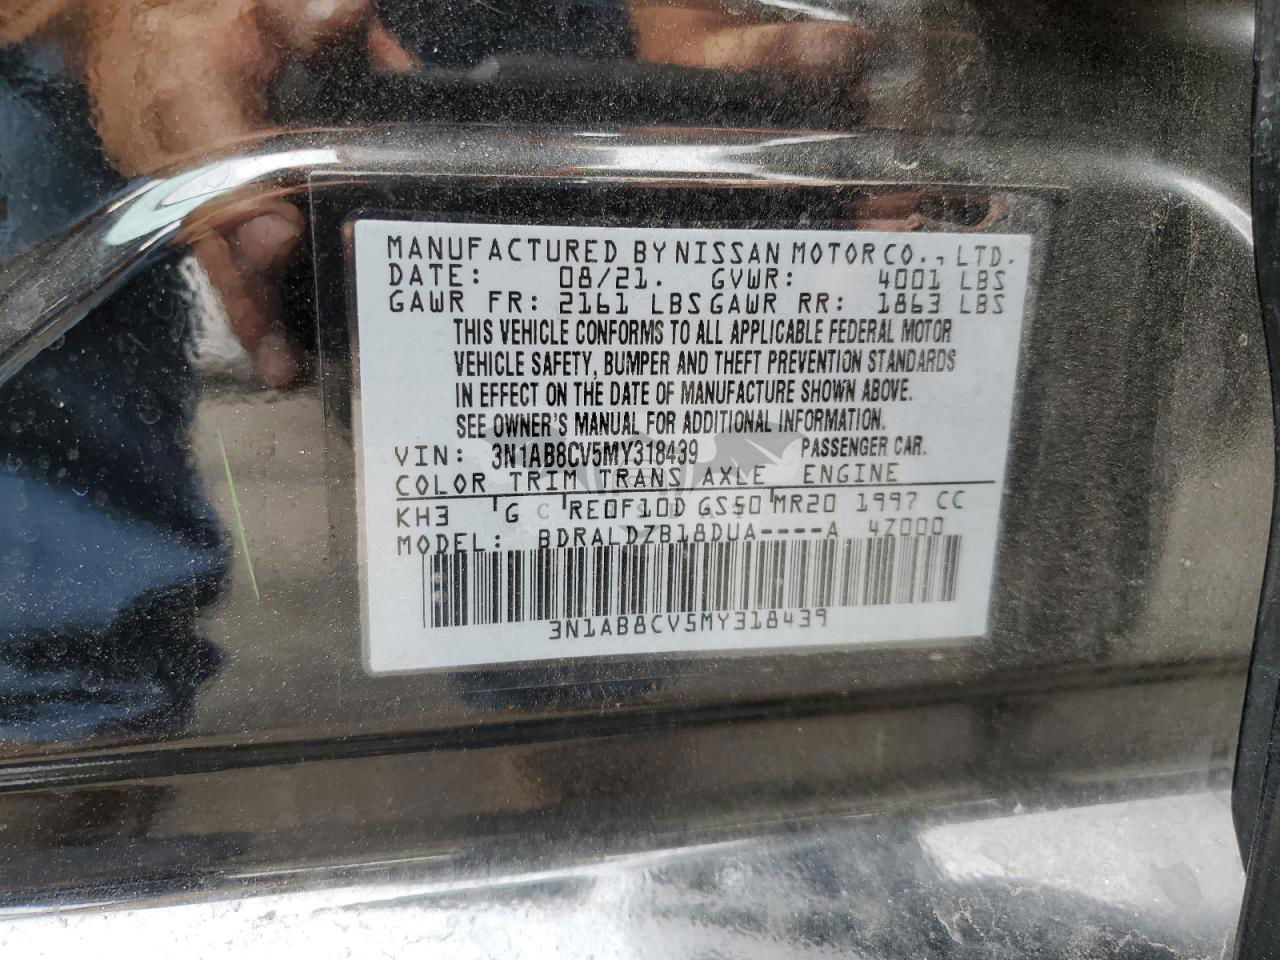 MANUFACTURED BY NISSAN MOTOR CO., LTD.
DATE: 08/21. GVWR: 4001 LBS
GAWR FR: 2161 LBS GAWR RR: 1863 LBS
THIS VEHICLE CONFORMS TO ALL APPLICABLE FEDERAL MOTOR
VEHICLE SAFETY, BUMPER AND THEFT PREVENTION STANDARDS
IN EFFECT ON THE DATE OF MANUFACTURE SHOWN ABOVE.
SEE OWNER'S MANUAL FOR ADDITIONAL INFORMATION.
VIN: 3N1AB8CV5MY318439 PASSENGER CAR.
COLOR TRIM TRANS AXLE ENGINE
KH3 G RE0F10D GS50 MR20 1997 CC
MODEL: BDRALDZB18DUA----A 4Z000
3N1AB8CV5MY318439